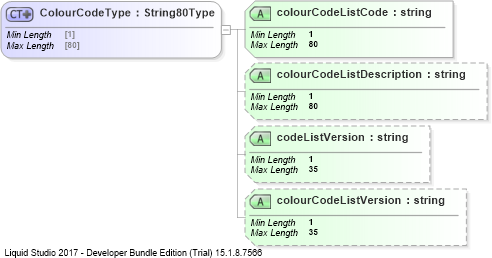 CT ColourCodeType : String80Type
Min Length [1]
Max Length [80]
A colourCodeListCode : string
Min Length 1
Max Length 80
A colourCodeListDescription : string
Min Length 1
Max Length 80
A codeListVersion : string
Min Length 1
Max Length 35
A colourCodeListVersion : string
Min Length 1
Max Length 35
Liquid Studio 2017 - Developer Bundle Edition (Trial) 15.1.8.7566